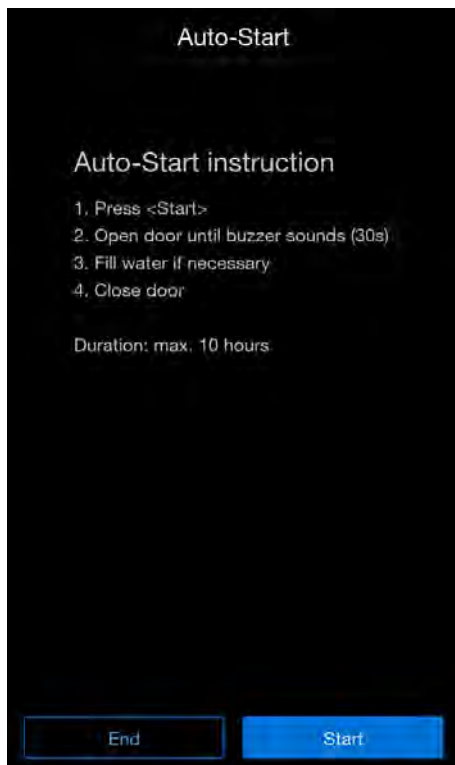 Auto-Start
Auto-Start instruction
1. Press <Start>
2. Open door until buzzer sounds (30s)
3. Fill water if necessary
4. Close door
Duration: max. 10 hours
End
Start